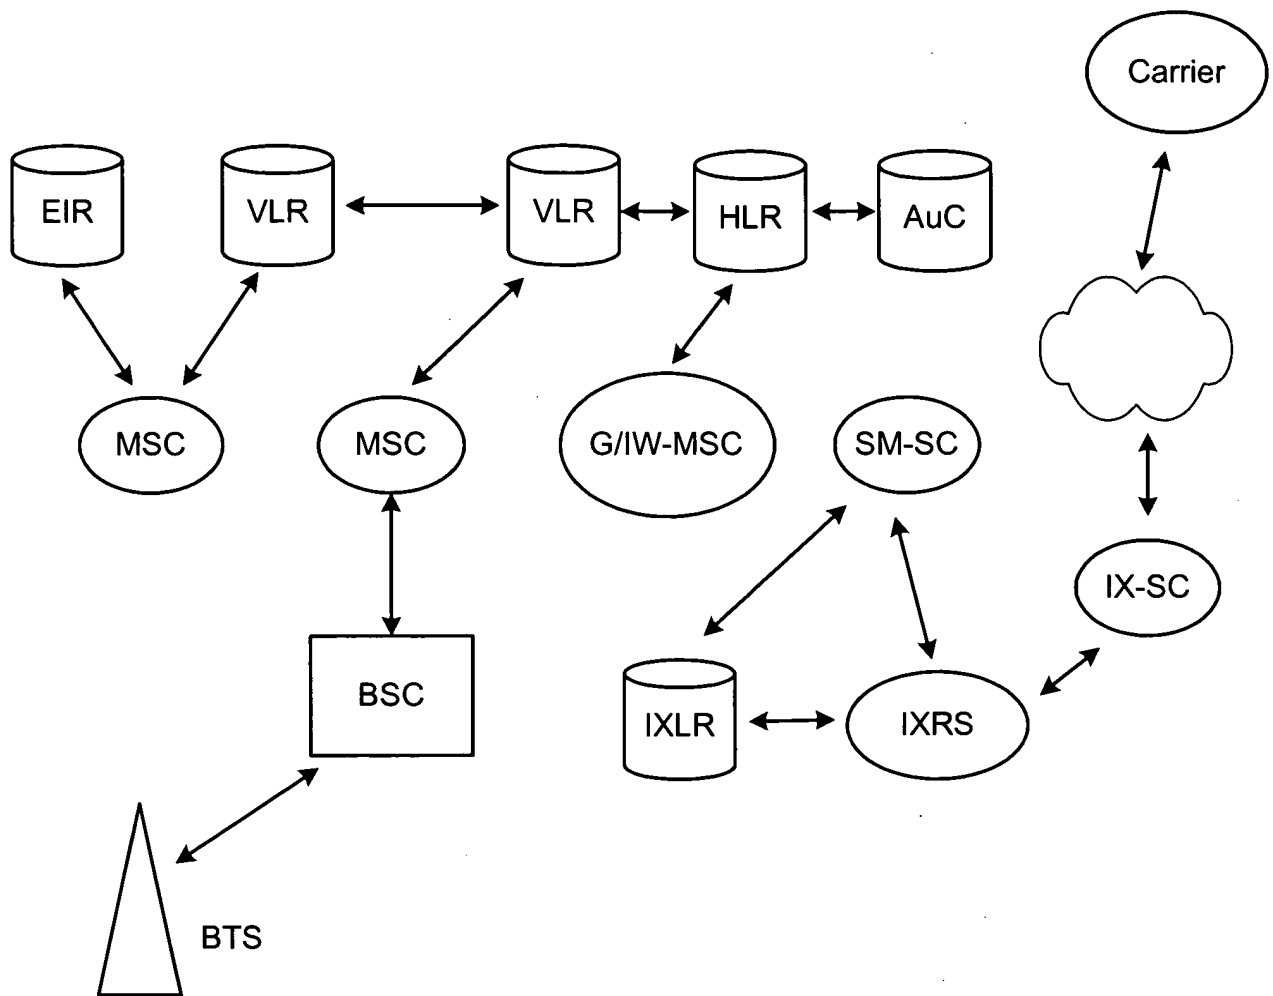 Carrier
EIR
VLR
VLR
HLR
AuC
MSC
MSC
G/IW-MSC
SM-SC
IX-SC
BSC
IXLR
IXRS
BTS